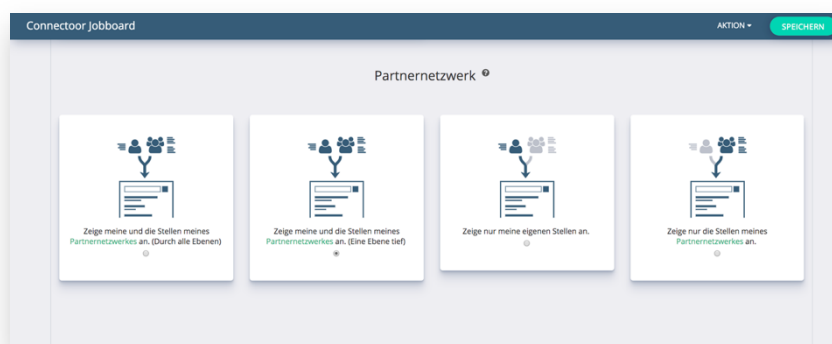 Connectoor Jobboard
AKTION
SPEICHERN
Partnernetzwerk
Zeige meine und die Stellen meines
Partnernetzwerkes an. (Durch alle Ebenen)
Zeige meine und die Stellen meines
Partnernetzwerkes an. (Eine Ebene tief)
Zeige nur meine eigenen Stellen an.
Zeige nur die Stellen meines
Partnernetzwerkes an.